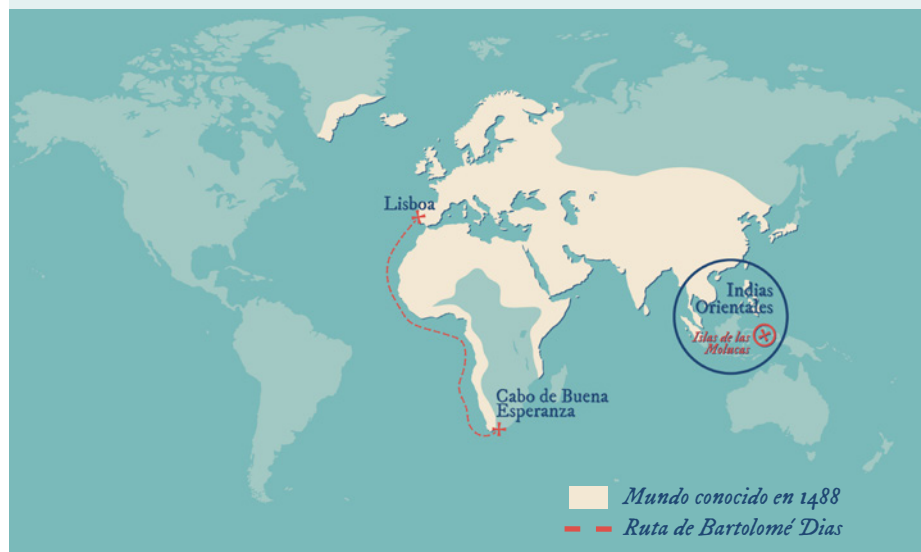 Lisboa
Indias
Orientales
Islas de las
Molucas
Cabo de Buena
Esperanza
Mundo conocido en 1488
Ruta de Bartolomé Dias